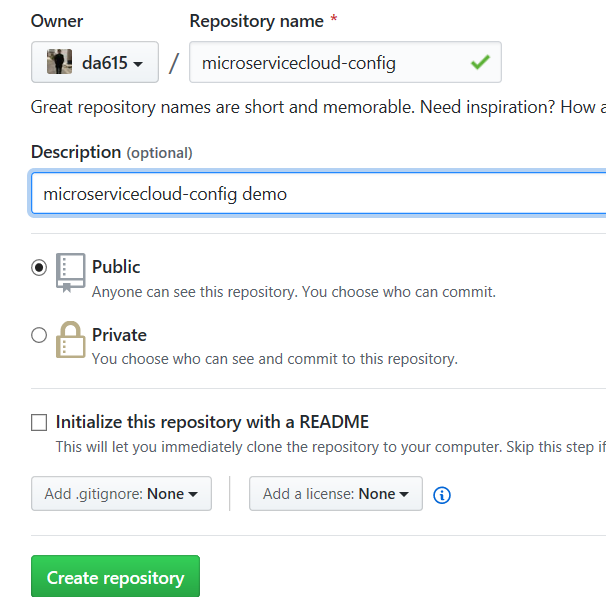 Owner
Repository name *
da615 / microservicecloud-config
Great repository names are short and memorable. Need inspiration? How a
Description (optional)
microservicecloud-config demo
Public
Anyone can see this repository. You choose who can commit.
Private
You choose who can see and commit to this repository.
Initialize this repository with a README
This will let you immediately clone the repository to your computer. Skip this step if
Add .gitignore: None
Add a license: None
Create repository